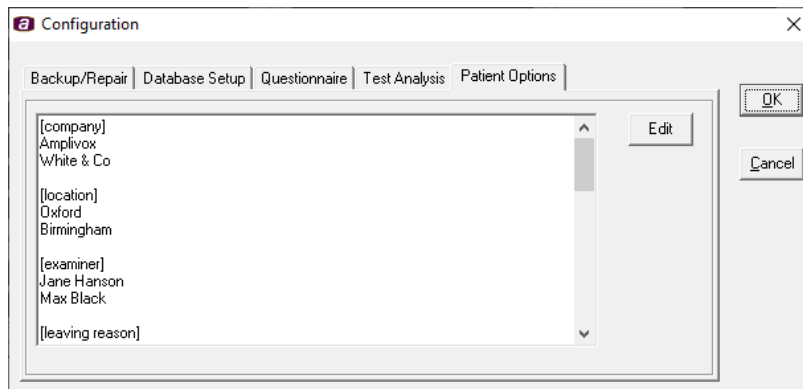 a Configuration
Backup/Repair Database Setup Questionnaire Test Analysis Patient Options
OK
[company]
Amplivox
White & Co
Edit
Cancel
[location]
Oxford
Birmingham
[examiner]
Jane Hanson
Max Black
[leaving reason]